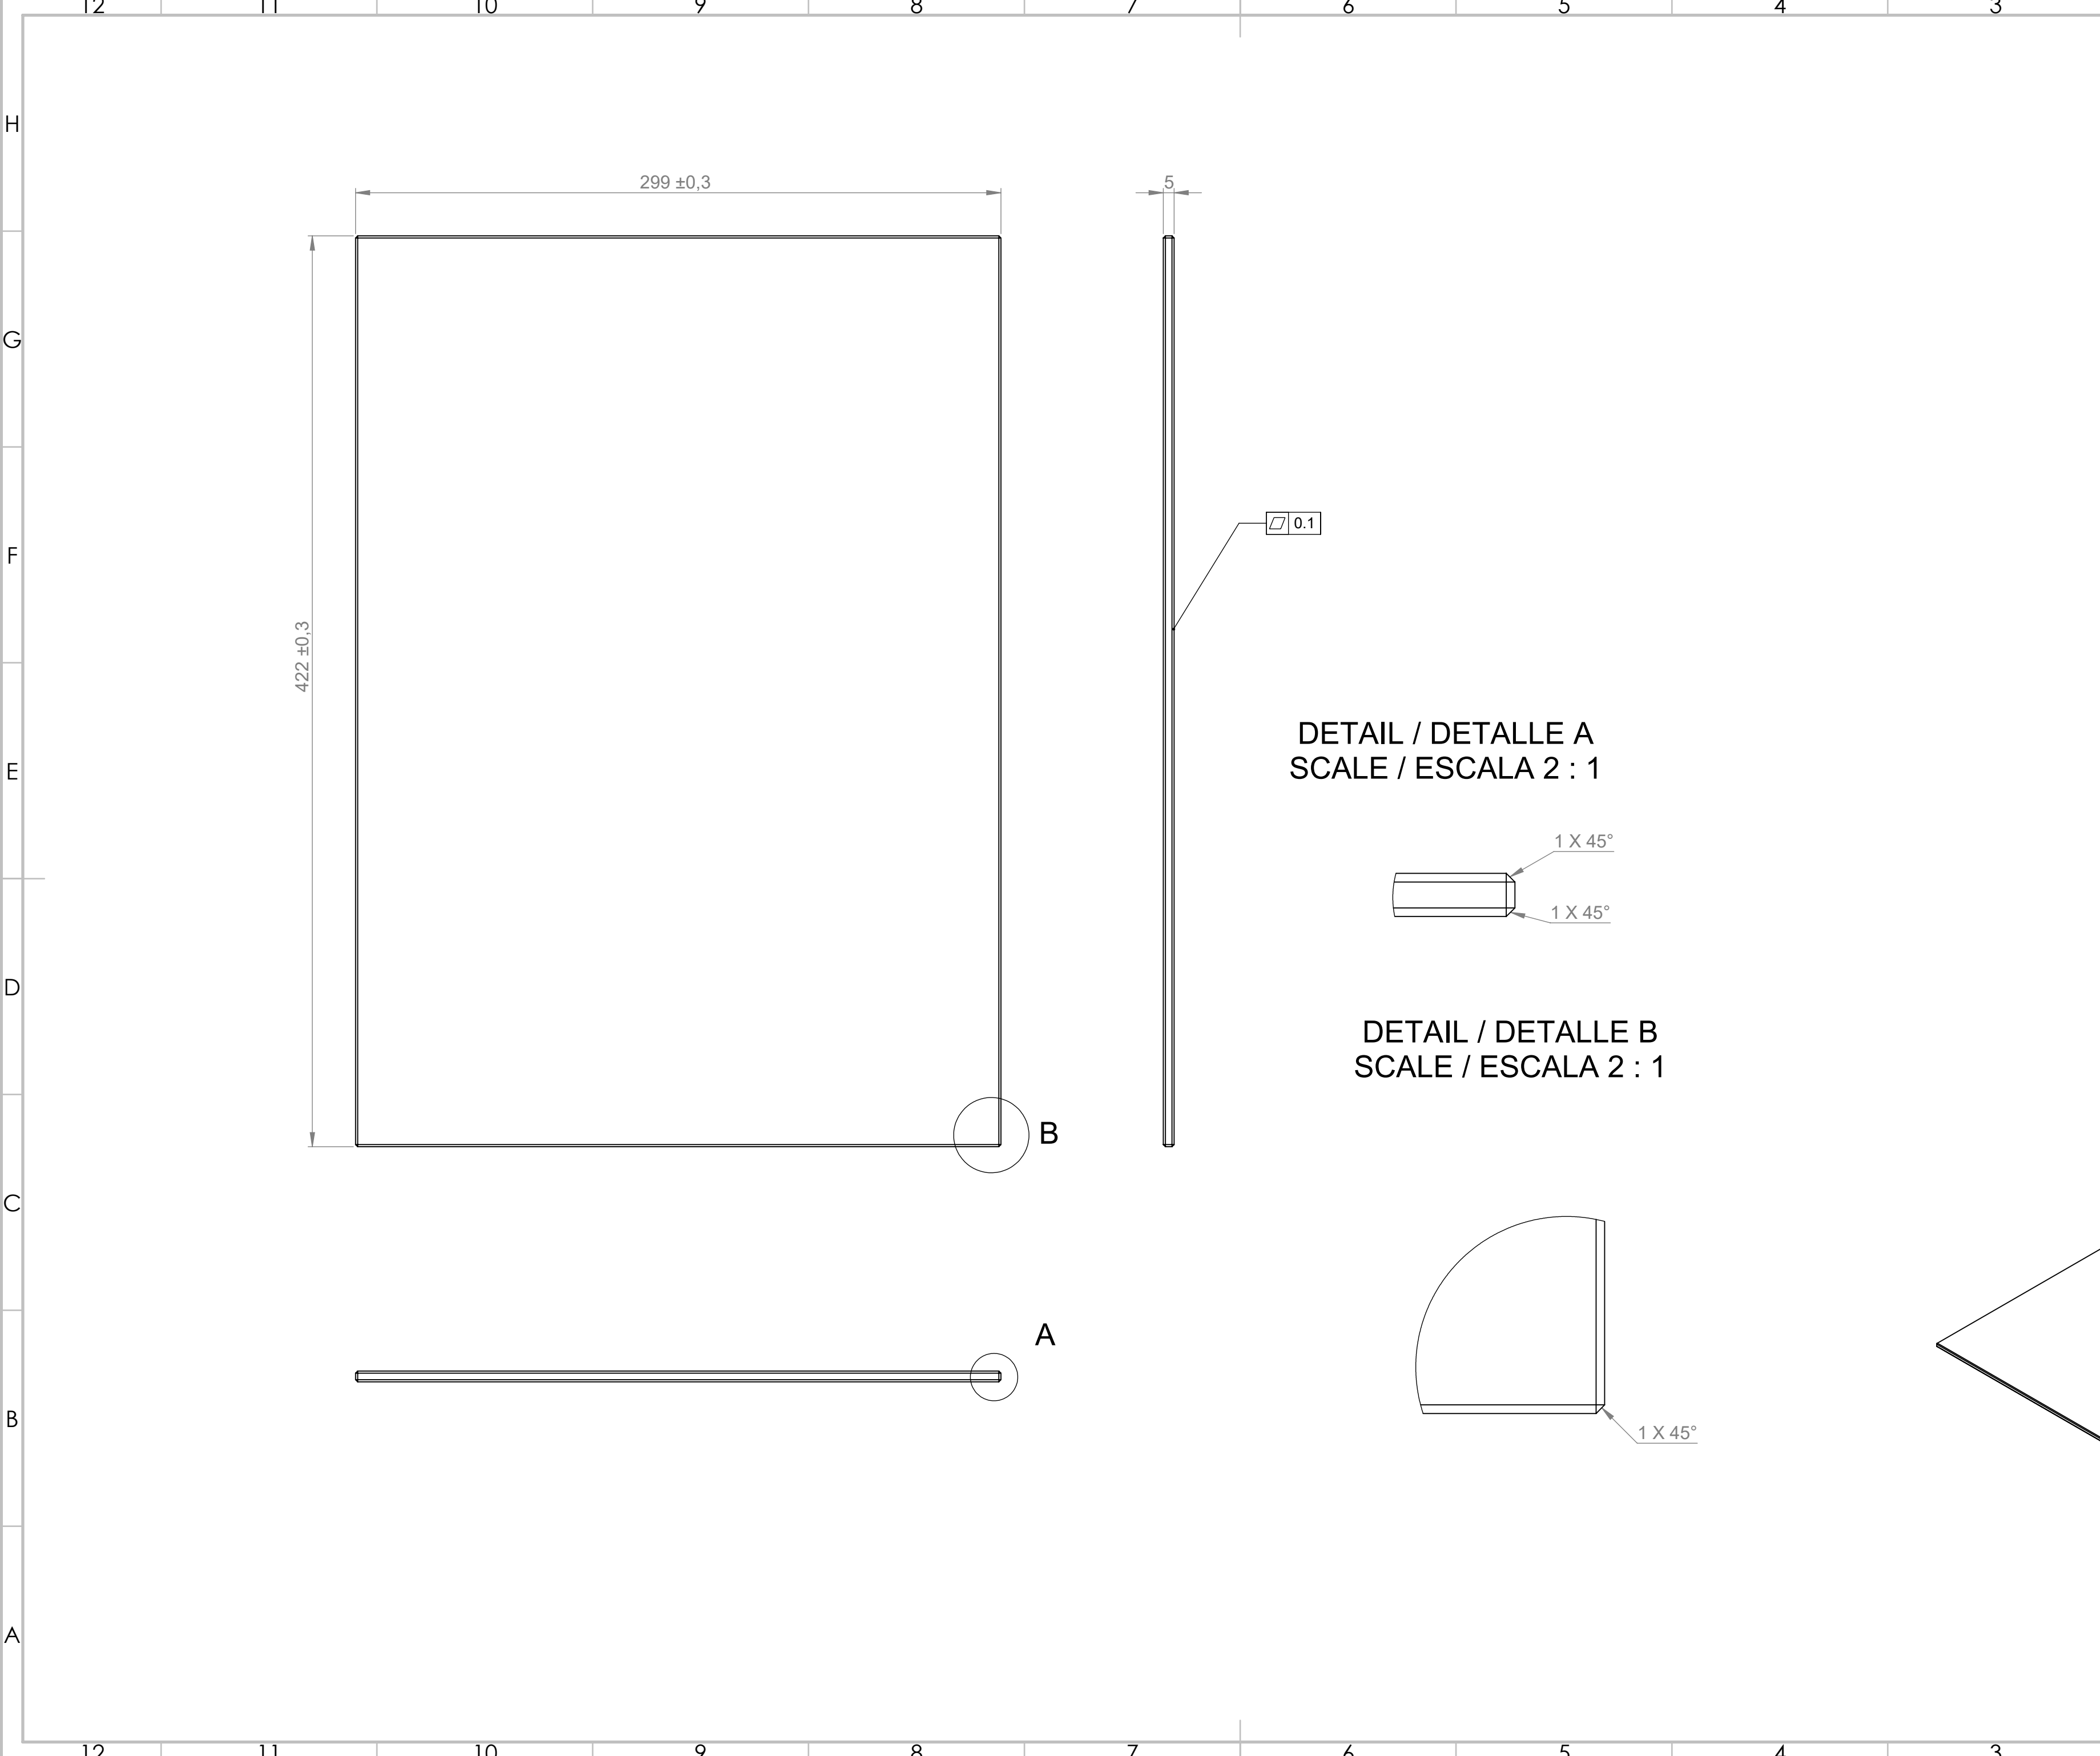 12 11 10 9 8 7 6 5 4 3
H
299 ±0,3
5
G
F
0.1
422 ±0,3
DETAIL / DETALLE A
SCALE / ESCALA 2 : 1
E
1 X 45°
1 X 45°
D
DETAIL / DETALLE B
SCALE / ESCALA 2 : 1
B
C
A
B
1 X 45°
A
12 11 10 9 8 7 6 5 4 3